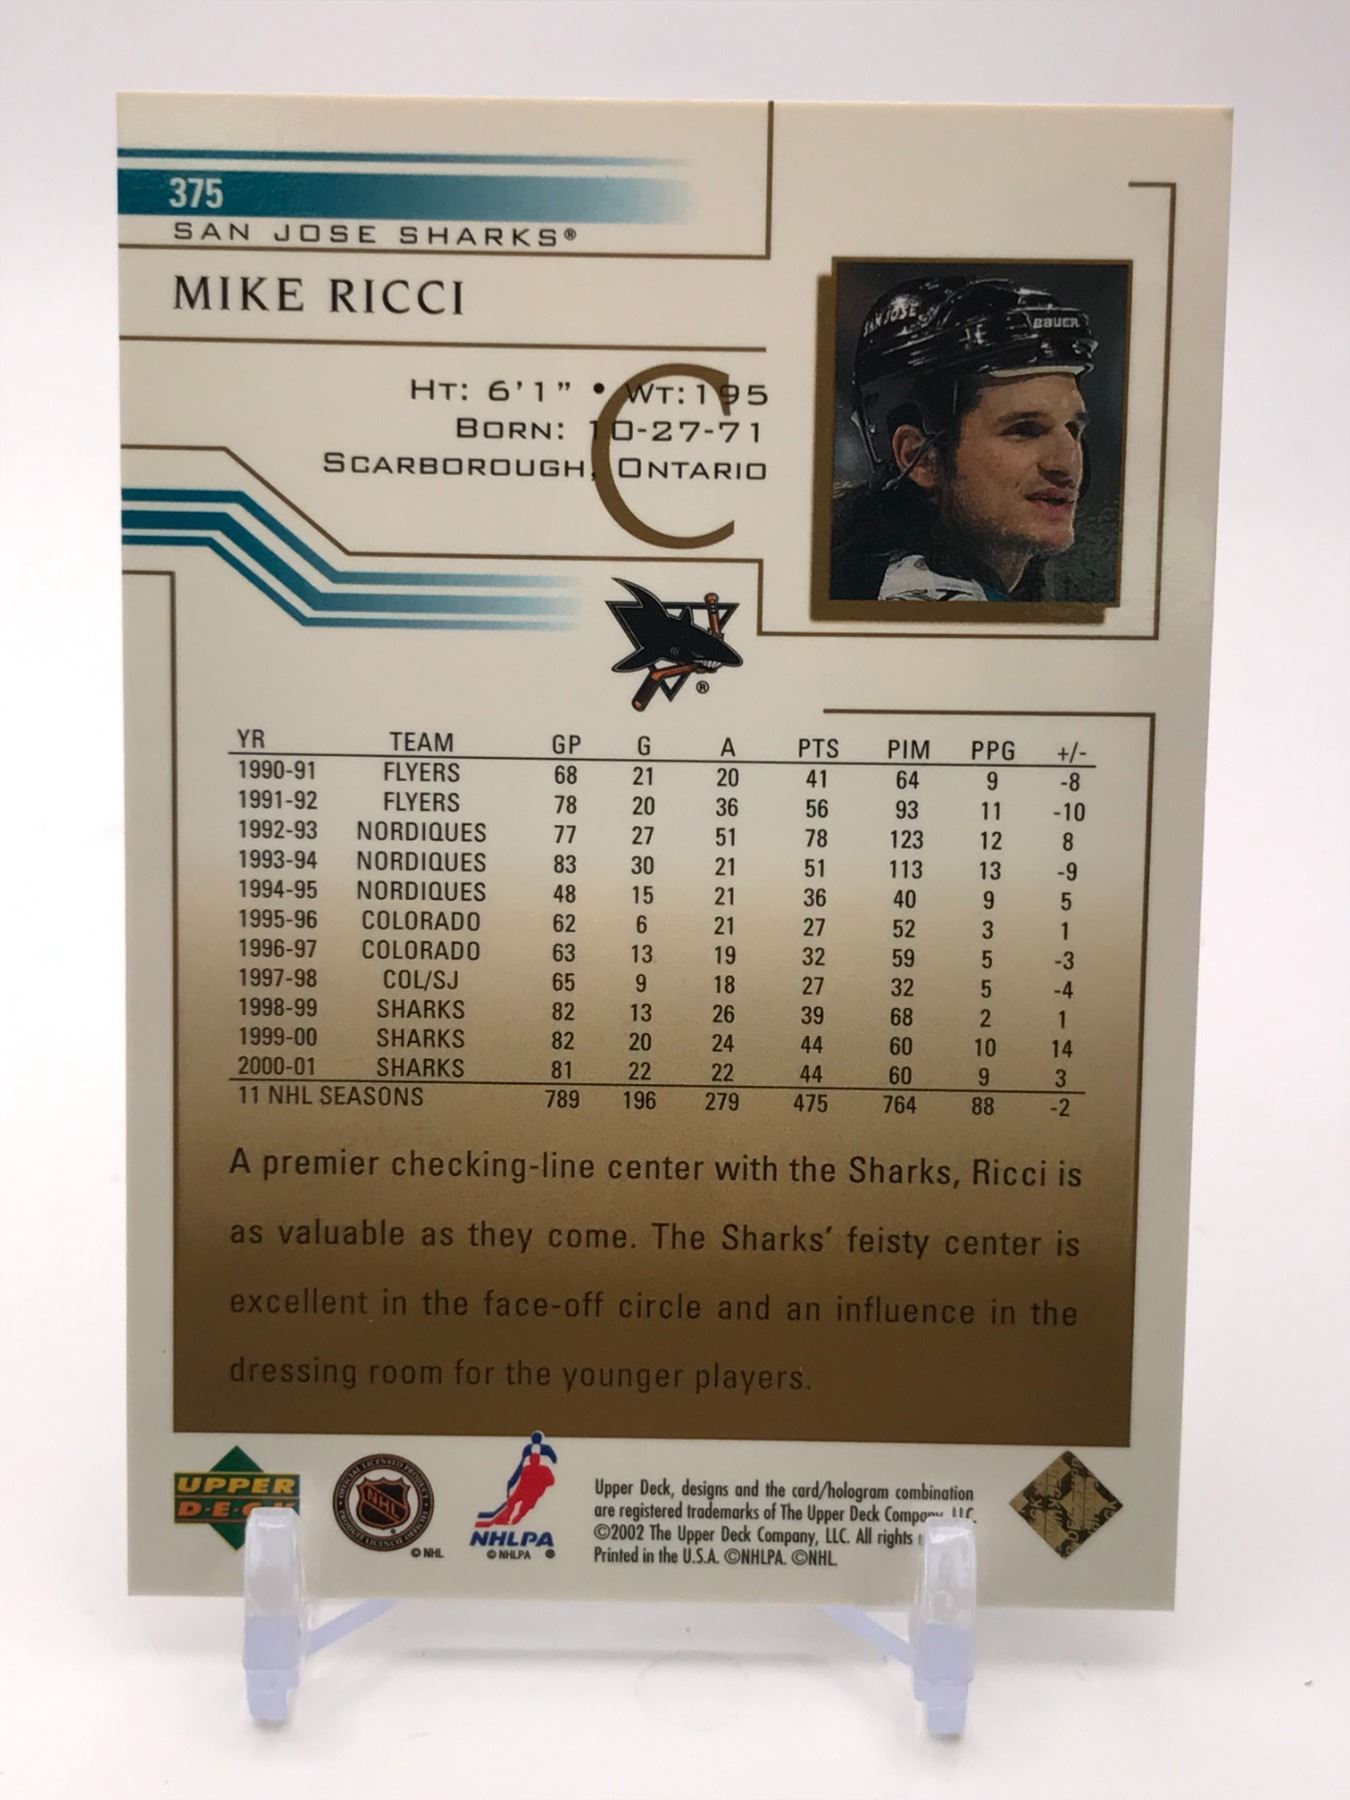 375
SAN JOSE SHARKS®
MIKE RICCI
C
HT: 6'1" • WT: 195
BORN: 10-27-71
SCARBOROUGH, ONTARIO
SAN JOSE
BAUER
®
YR TEAM GP G A PTS PIM PPG +/-
1990-91 FLYERS 68 21 20 41 64 9 -8
1991-92 FLYERS 78 20 36 56 93 11 -10
1992-93 NORDIQUES 77 27 51 78 123 12 8
1993-94 NORDIQUES 83 30 21 51 113 13 -9
1994-95 NORDIQUES 48 15 21 36 40 9 5
1995-96 COLORADO 62 6 21 27 52 3 1
1996-97 COLORADO 63 13 19 32 59 5 -3
1997-98 COL/SJ 65 9 18 27 32 5 -4
1998-99 SHARKS 82 13 26 39 68 2 1
1999-00 SHARKS 82 20 24 44 60 10 14
2000-01 SHARKS 81 22 22 44 60 9 3
11 NHL SEASONS 789 196 279 475 764 88 -2
A premier checking-line center with the Sharks, Ricci is
as valuable as they come. The Sharks' feisty center is
excellent in the face-off circle and an influence in the
dressing room for the younger players.
UPPER
NHL
© NHL
NHLPA
© NHLPA ®
Upper Deck, designs and the card/hologram combination
are registered trademarks of The Upper Deck
©2002 The Upper Deck Company, LLC. All rights
Printed in the U.S.A. ©NHLPA. ©NHL.